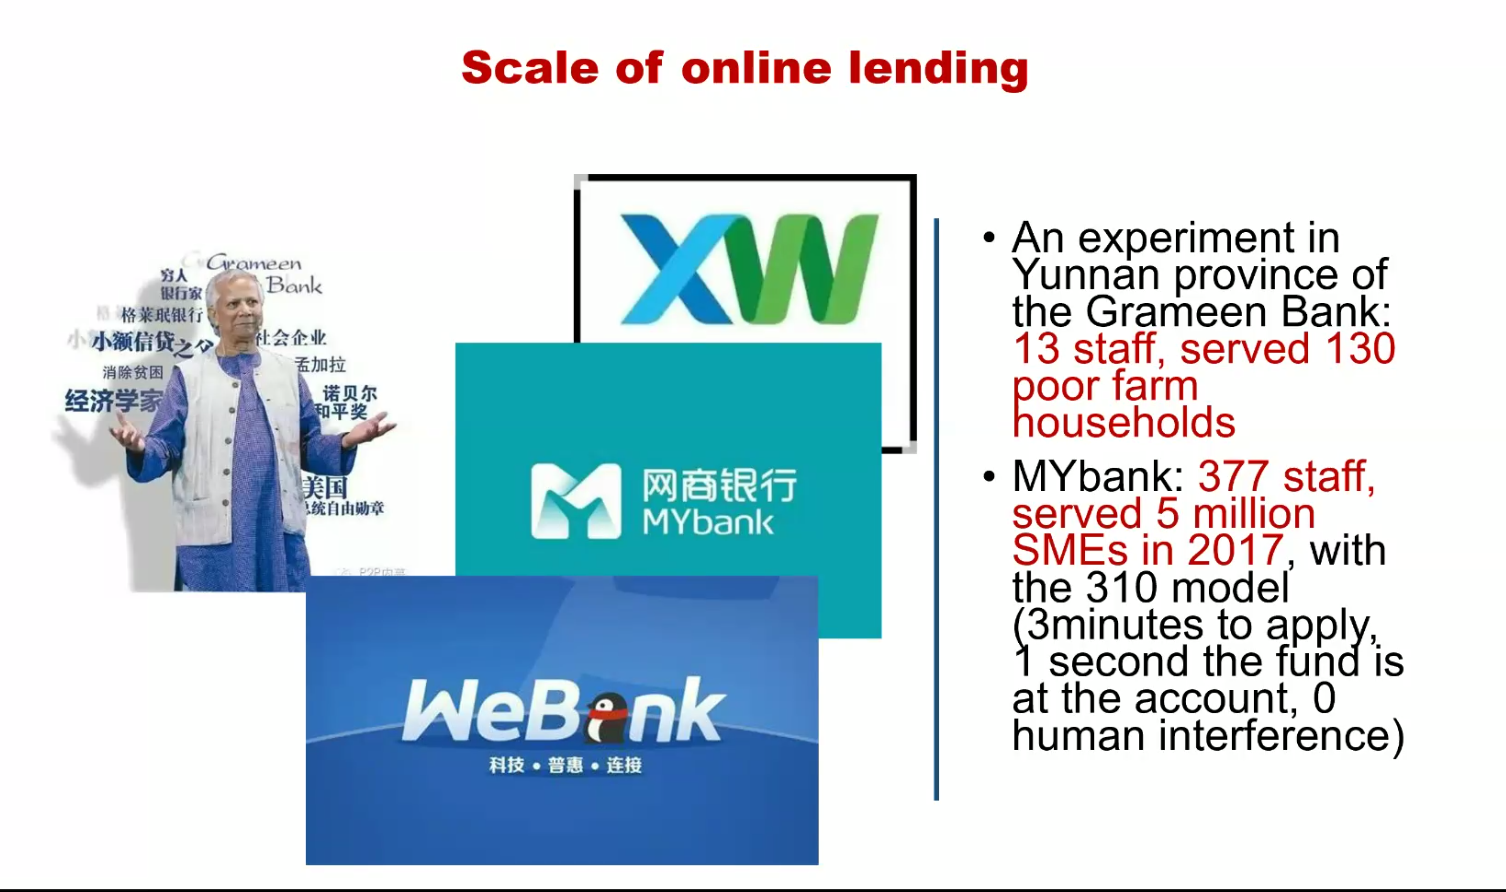 Scale of online lending
Grameen
Bank
穷人
银行家
格莱珉银行
小额信贷之父
社会企业
消除贫困
孟加拉
经济学家
诺贝尔
和平奖
美国
总统自由勋章
XW
网商银行
MYbank
WeBank
科技 • 普惠 • 连接
• An experiment in
Yunnan province of
the Grameen Bank:
13 staff, served 130
poor farm
households
• MYbank: 377 staff,
served 5 million
SMEs in 2017, with
the 310 model
(3minutes to apply,
1 second the fund is
at the account, 0
human interference)